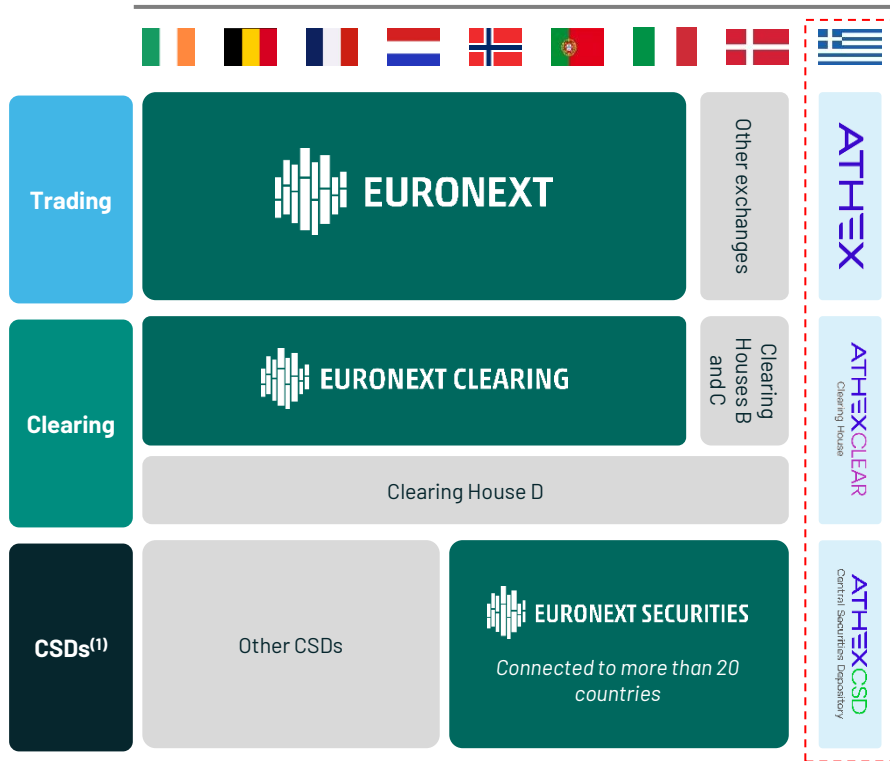 Trading
EURONEXT
Other exchanges
ATHEX
Clearing
EURONEXT CLEARING
Clearing
Houses B
and C
ATHEXCLEAR
Clearing House
Clearing House D
CSDs(1)
Other CSDs
EURONEXT SECURITIES
Connected to more than 20
countries
ATHEXCSD
Central Securities Depository